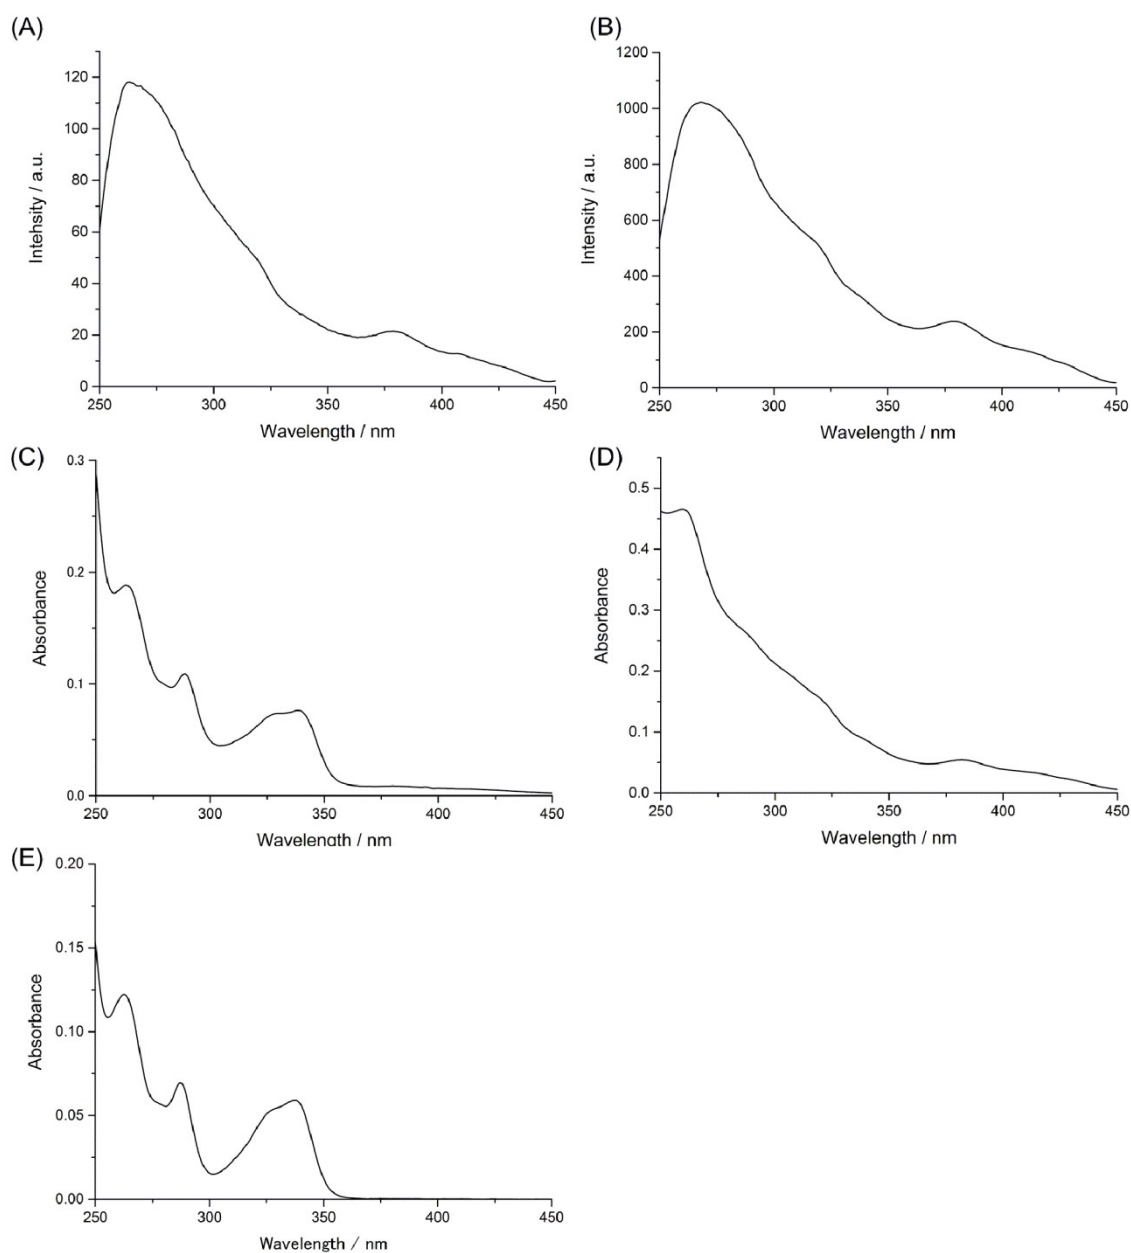 (A)
120
100
80
60
40
20
0
250 300 350 400 450
Intehsity / a.u.
Wavelength / nm
(B)
1200
1000
800
600
400
200
0
250 300 350 400 450
Intensity / a.u.
Wavelength / nm
(C)
0.3
0.2
0.1
0.0
250 300 350 400 450
Absorbance
Wavelength / nm
(D)
0.5
0.4
0.3
0.2
0.1
0.0
250 300 350 400 450
Absorbance
Wavelength / nm
(E)
0.20
0.15
0.10
0.05
0.00
250 300 350 400 450
Absorbance
Wavelength / nm